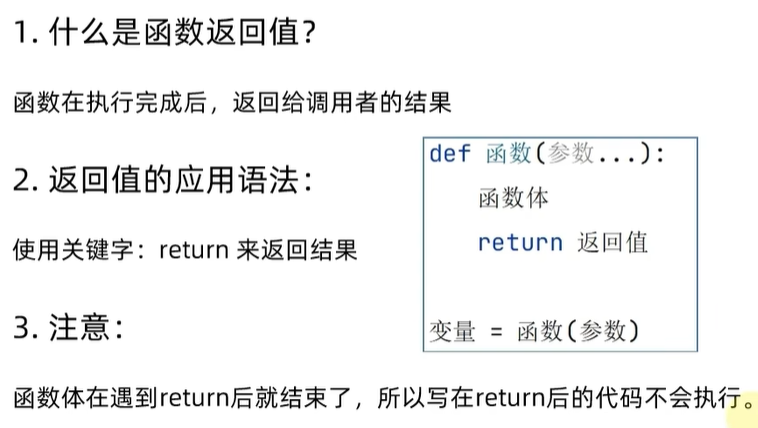 1. 什么是函数返回值？
函数在执行完成后，返回给调用者的结果
2. 返回值的应用语法：
使用关键字：return 来返回结果
def 函数(参数...):
函数体
return 返回值
变量 = 函数(参数)
3. 注意：
函数体在遇到return后就结束了，所以写在return后的代码不会执行。